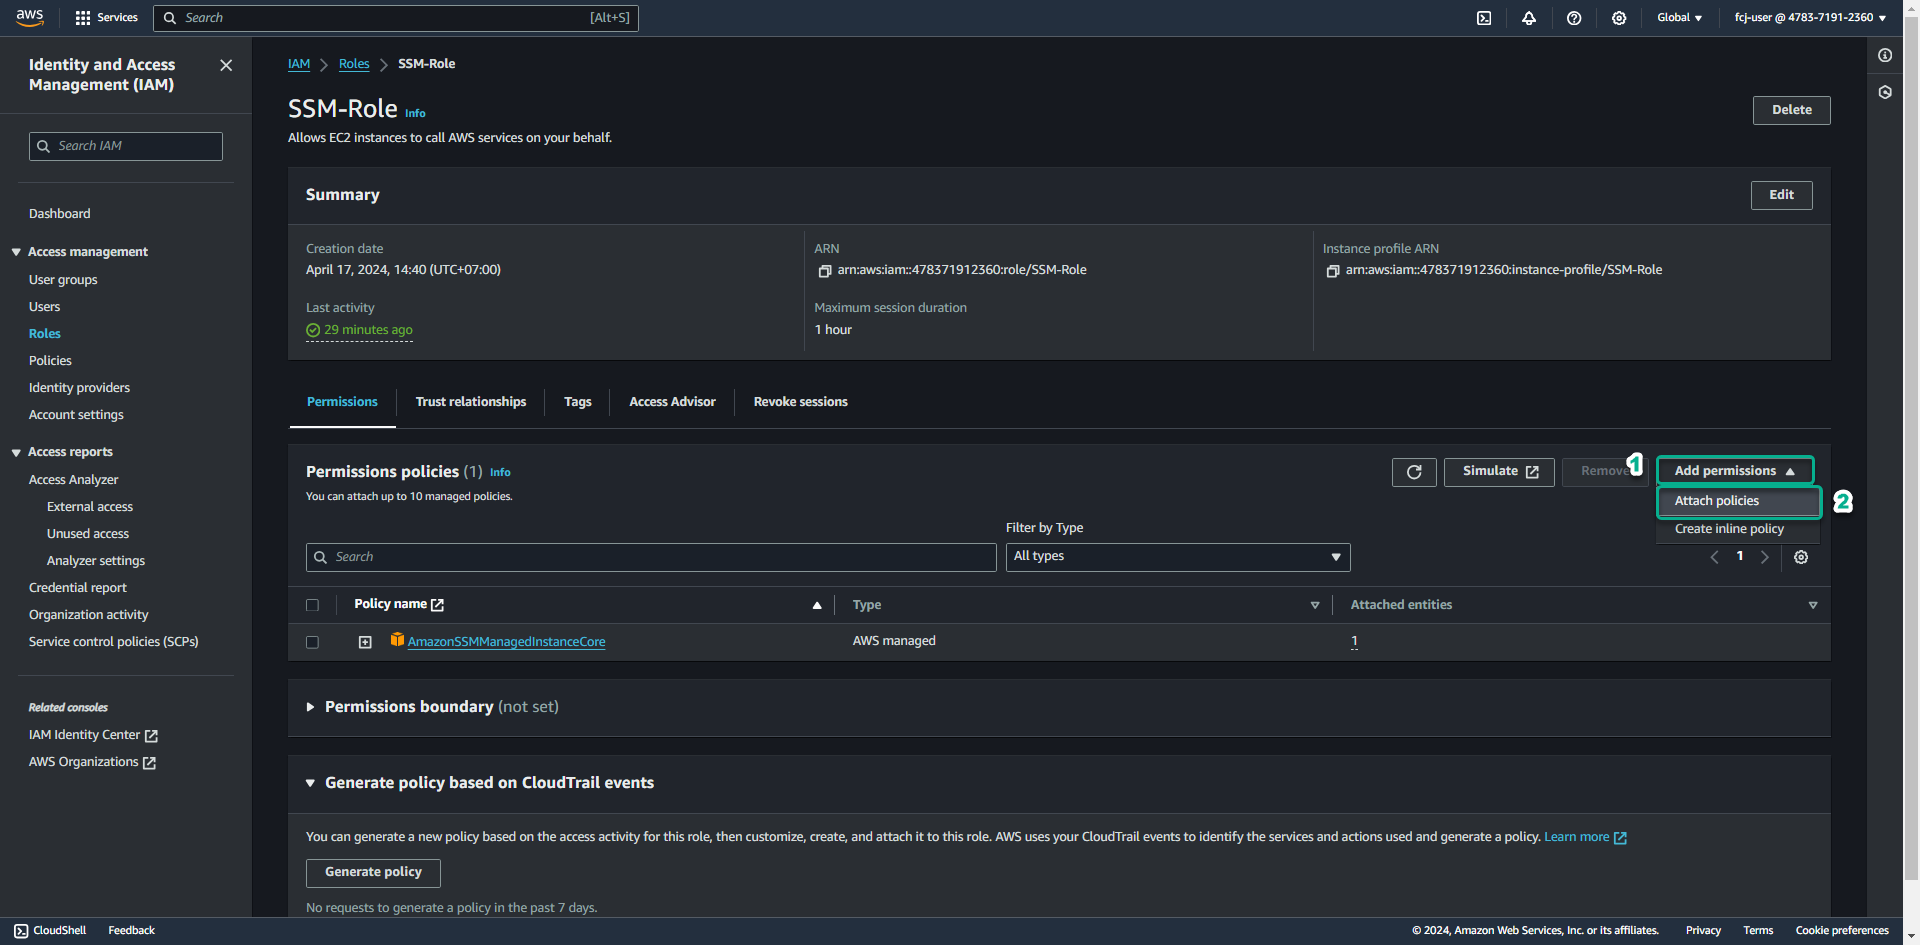 aws
Services
Search
[Alt+S]
Global
fcj-user @ 4783-7191-2360
Identity and Access
Management (IAM)
Search IAM
Dashboard
Access management
User groups
Users
Roles
Policies
Identity providers
Account settings
Access reports
Access Analyzer
External access
Unused access
Analyzer settings
Credential report
Organization activity
Service control policies (SCPs)
Related consoles
IAM Identity Center
AWS Organizations
IAM
Roles
SSM-Role
SSM-Role Info
Delete
Allows EC2 instances to call AWS services on your behalf.
Summary
Edit
Creation date
April 17, 2024, 14:40 (UTC+07:00)
Last activity
29 minutes ago
ARN
arn:aws:iam::478371912360:role/SSM-Role
Maximum session duration
1 hour
Instance profile ARN
arn:aws:iam::478371912360:instance-profile/SSM-Role
Permissions
Trust relationships
Tags
Access Advisor
Revoke sessions
Permissions policies (1) Info
You can attach up to 10 managed policies.
Simulate
Remove
1
Add permissions
Attach policies
2
Create inline policy
Filter by Type
Search
All types
1
Policy name
Type
Attached entities
AmazonSSMManagedInstanceCore
AWS managed
1
Permissions boundary (not set)
Generate policy based on CloudTrail events
You can generate a new policy based on the access activity for this role, then customize, create, and attach it to this role. AWS uses your CloudTrail events to identify the services and actions used and generate a policy. Learn more
Generate policy
No requests to generate a policy in the past 7 days.
CloudShell
Feedback
© 2024, Amazon Web Services, Inc. or its affiliates.
Privacy
Terms
Cookie preferences